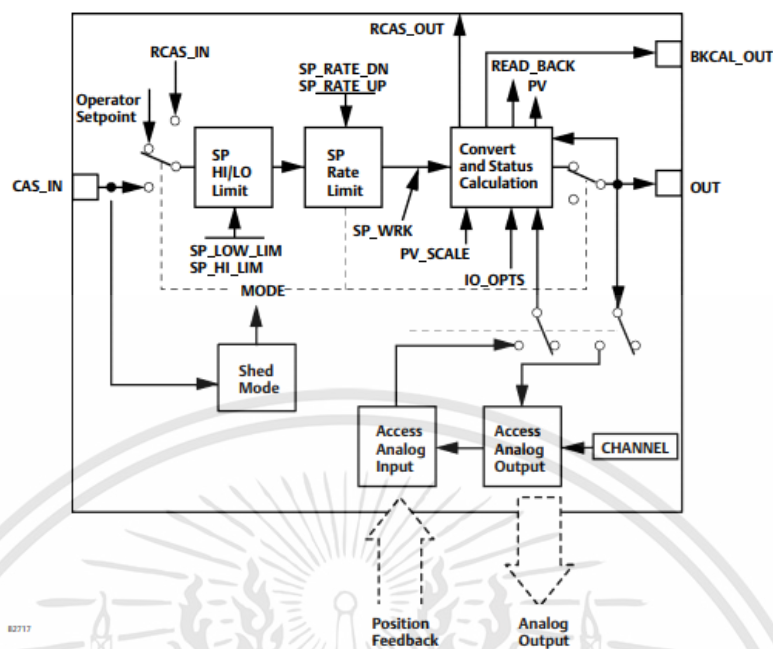 RCAS_OUT
RCAS_IN
READ_BACK
BKCAL_OUT
SP_RATE_DN
SP_RATE_UP
PV
Operator
Setpoint
SP
HI/LO
Limit
SP
Rate
Limit
Convert
and Status
Calculation
CAS_IN
OUT
SP_WRK
SP_LOW_LIM
SP_HI_LIM
PV_SCALE
IO_OPTS
MODE
Shed
Mode
Access
Analog
Input
Access
Analog
Output
CHANNEL
Position
Feedback
Analog
Output
82717